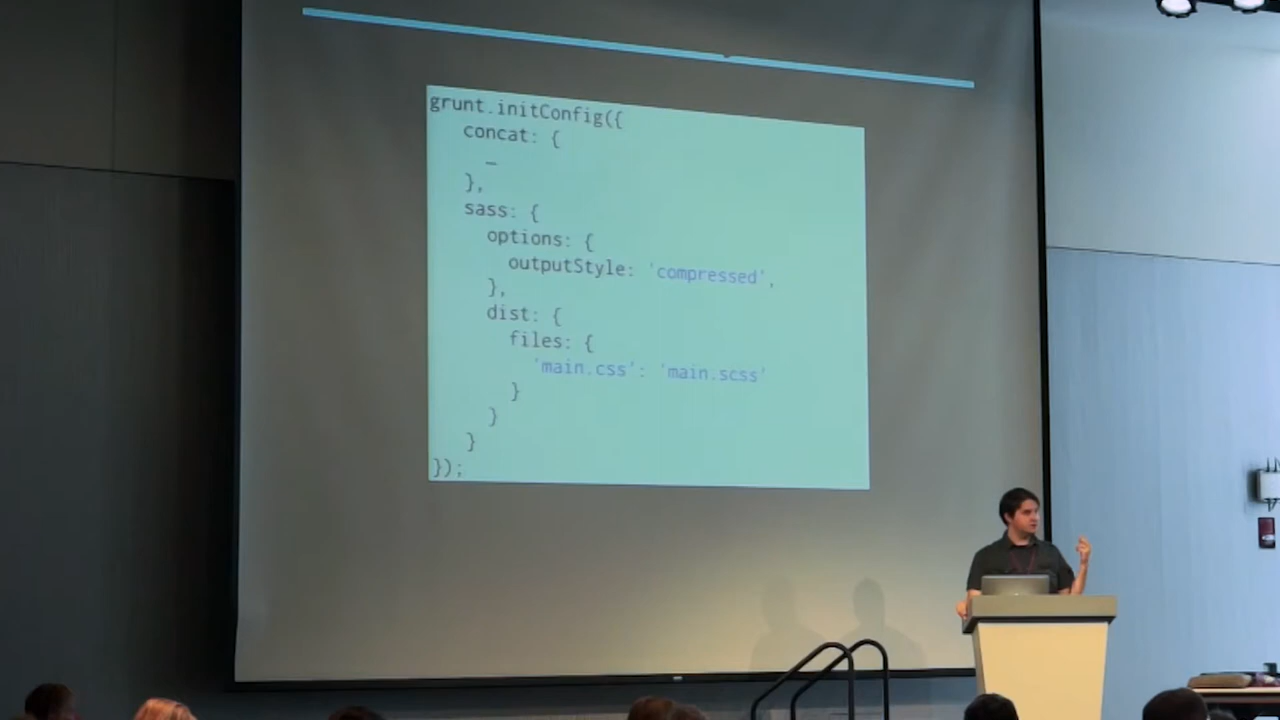 grunt.initConfig({
concat: {
…
},
sass: {
options: {
outputStyle: 'compressed',
},
dist: {
files: {
'main.css': 'main.scss'
}
}
}
});